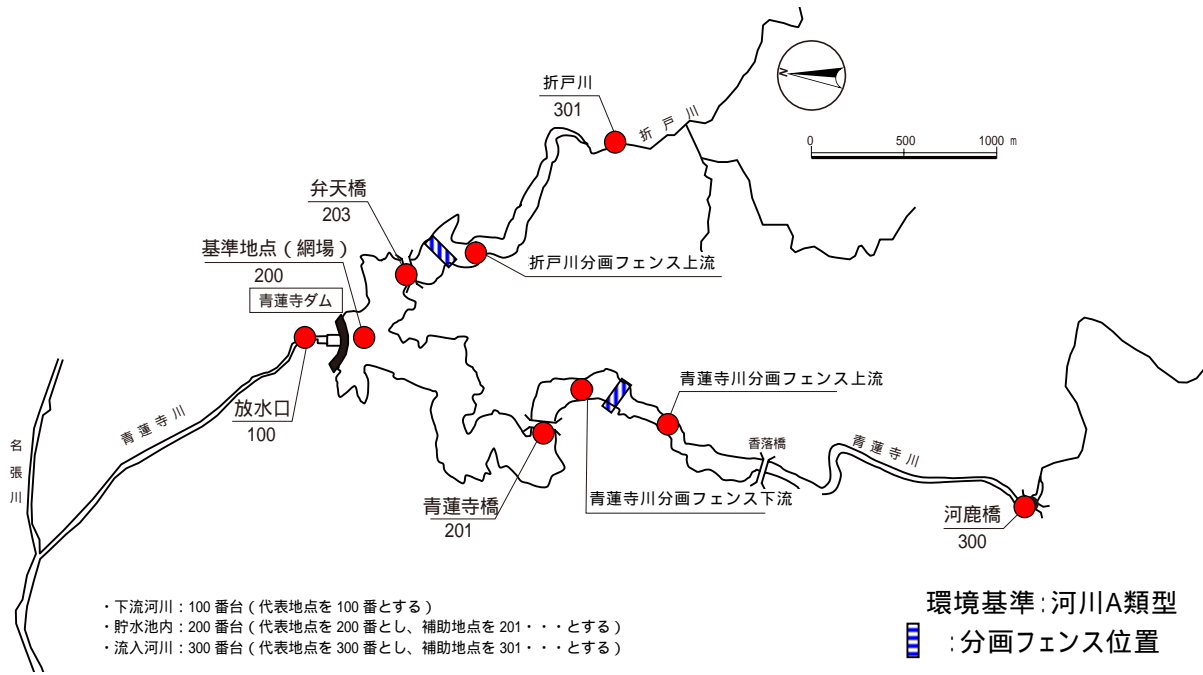 折戸川
301
折戸川
N
0 500 1000 m
弁天橋
203
基準地点（網場）
200
青蓮寺ダム
折戸川分画フェンス上流
放水口
100
青蓮寺川
名張川
青蓮寺川分画フェンス上流
香落橋
青蓮寺川
青蓮寺橋
201
青蓮寺川分画フェンス下流
河鹿橋
300
・下流河川：100 番台（代表地点を 100 番とする）
・貯水池内：200 番台（代表地点を 200 番とし、補助地点を 201・・・とする）
・流入河川：300 番台（代表地点を 300 番とし、補助地点を 301・・・とする）
環境基準：河川A類型
：分画フェンス位置